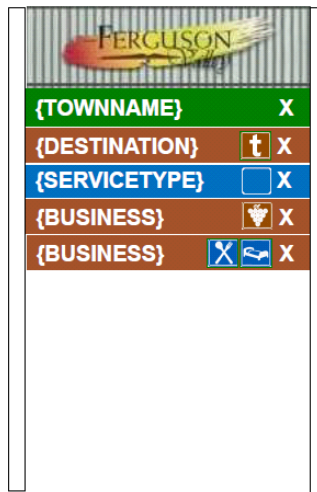 FERGUSON
Valley
{TOWNNAME} X
{DESTINATION} t X
{SERVICETYPE} X
{BUSINESS} X
{BUSINESS} X